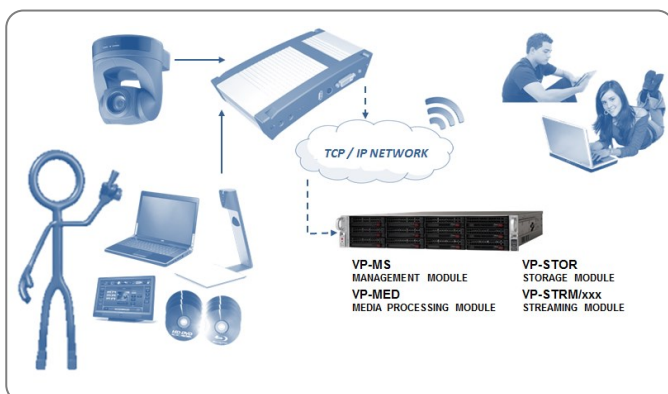 TCP / IP NETWORK
VP-MS
MANAGEMENT MODULE
VP-MED
MEDIA PROCESSING MODULE
VP-STOR
STORAGE MODULE
VP-STRM/xxx
STREAMING MODULE